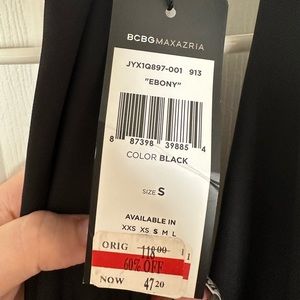 BCBGMAXAZRIA
JYX1Q897-001 913
"EBONY"
8 87398 39885 4
COLOR BLACK
SIZE S
AVAILABLE IN
XXS XS S M L
ORIG 118.00
60% OFF
NOW 47.20